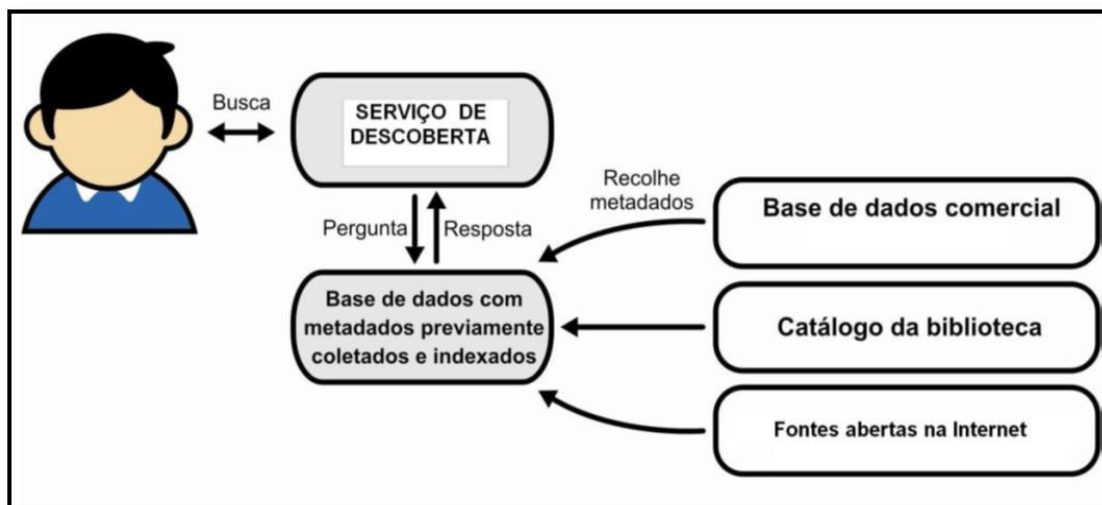 Busca
SERVIÇO DE
DESCOBERTA
Pergunta
Resposta
Base de dados com
metadados previamente
coletados e indexados
Recolhe
metadados
Base de dados comercial
Catálogo da biblioteca
Fontes abertas na Internet